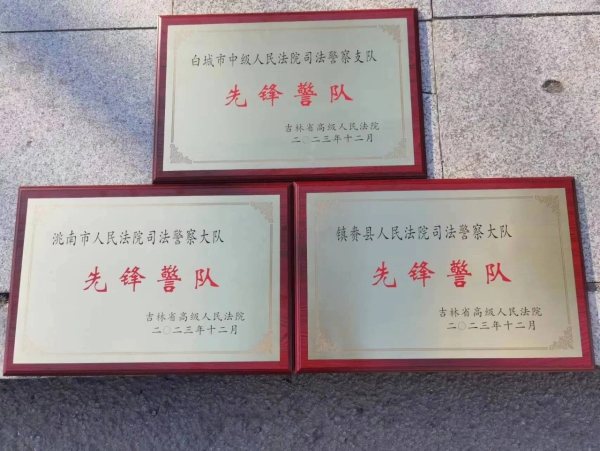 白城市中级人民法院司法警察支队
先锋警队
吉林省高级人民法院
二〇二三年十二月
洮南市人民法院司法警察大队
先锋警队
吉林省高级人民法院
二〇二三年十二月
镇赉县人民法院司法警察大队
先锋警队
吉林省高级人民法院
二〇二三年十二月